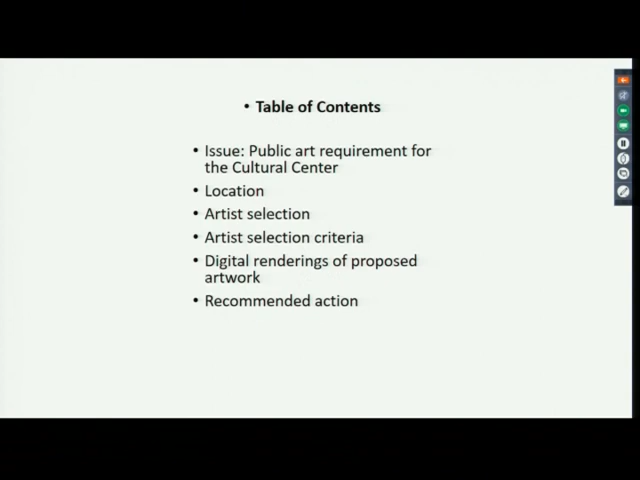 • Table of Contents
• Issue: Public art requirement for
the Cultural Center
• Location
• Artist selection
• Artist selection criteria
• Digital renderings of proposed
artwork
• Recommended action